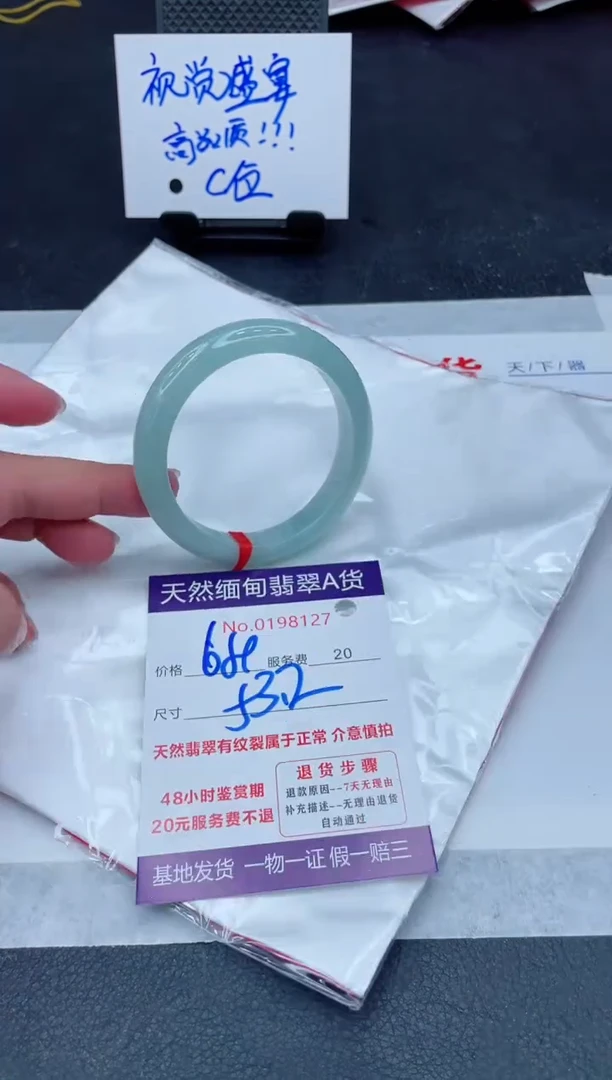 视觉盛宴
高品质!!!
C位
货 天/下/器
天然缅甸翡翠A货
No.0198127
价格 服务费 20
尺寸 53.2
天然翡翠有纹裂属于正常 介意慎拍
48小时鉴赏期
20元服务费不退
退货步骤
退款原因--7天无理由
补充描述--无理由退货
自动通过
基地发货 一物一证 假一赔三